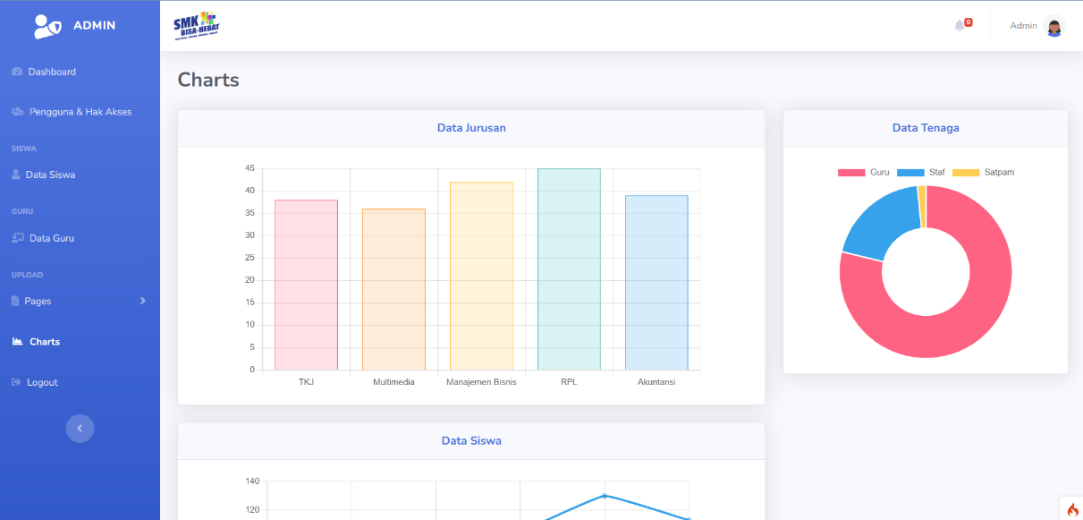 ADMIN
Dashboard
Pengguna & Hak Akses
SISWA
Data Siswa
GURU
Data Guru
UPLOAD
Pages
Charts
Logout
SMK
BISA-HEBAT
0
Admin
Charts
Data Jurusan
45
40
35
30
25
20
15
10
5
0
TKJ Multimedia Manajemen Bisnis RPL Akuntansi
Data Tenaga
Guru Staf Satpam
Data Siswa
140
120